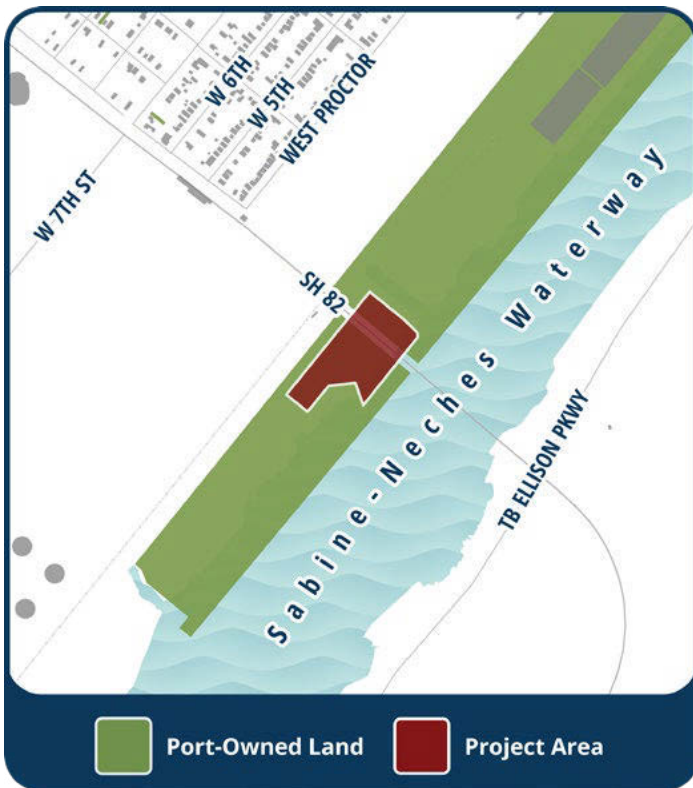 W 6TH
W 5TH
WEST PROCTOR
W 7TH ST
SH 82
Sabine-Neches Waterway
TB ELLISON PKWY
Port-Owned Land
Project Area